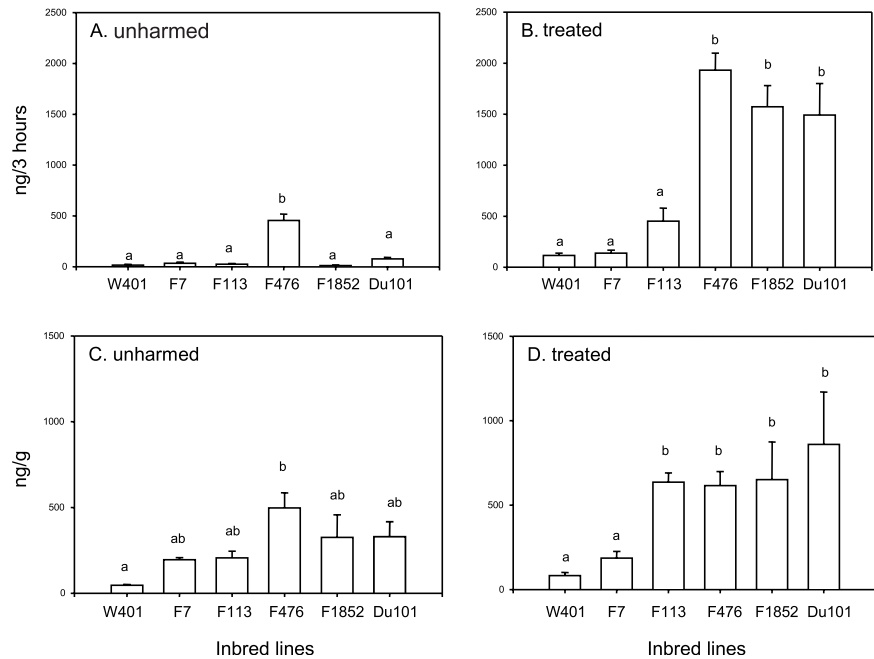 A. unharmed
ng/3 hours
2500
2000
1500
1000
500
0
a
a
a
b
a
a
W401
F7
F113
F476
F1852
Du101
B. treated
2500
2000
1500
1000
500
0
a
a
a
b
b
b
W401
F7
F113
F476
F1852
Du101
C. unharmed
ng/g
1500
1000
500
0
a
ab
ab
b
ab
ab
W401
F7
F113
F476
F1852
Du101
Inbred lines
D. treated
1500
1000
500
0
a
a
b
b
b
b
W401
F7
F113
F476
F1852
Du101
Inbred lines